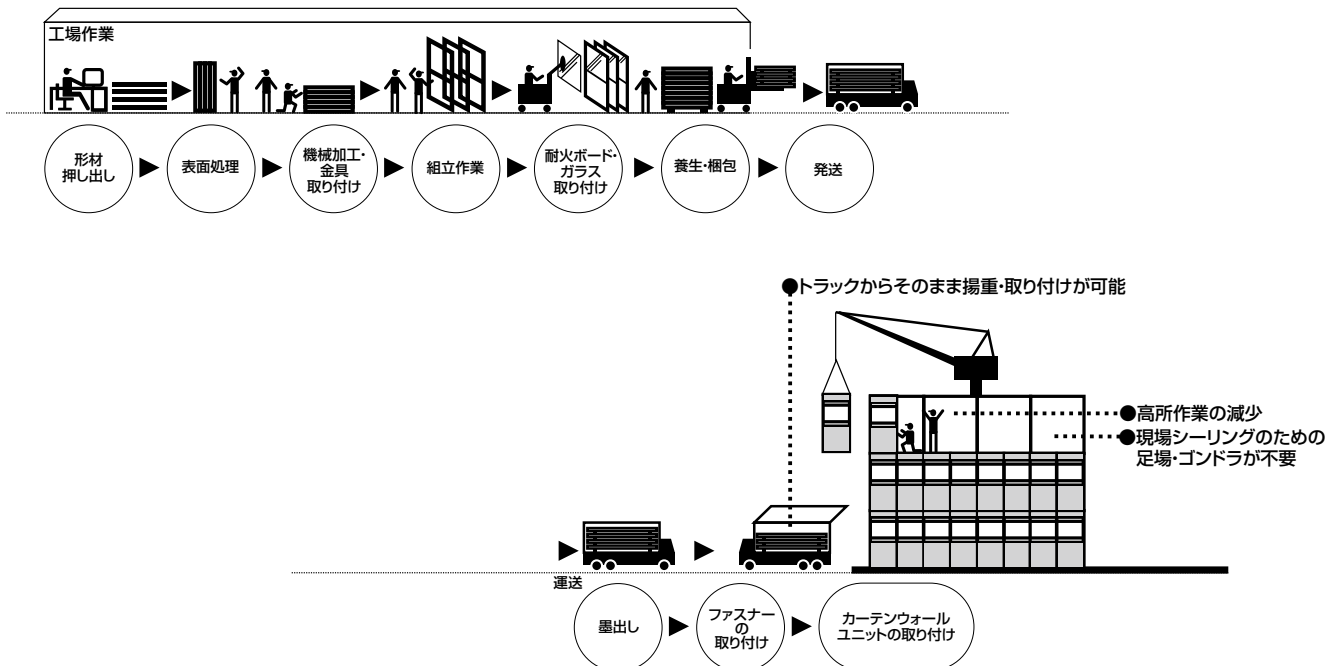 工場作業
形材
押し出し
表面処理
機械加工・
金具
取り付け
組立作業
耐火ボード・
ガラス
取り付け
養生・梱包
発送
●トラックからそのまま揚重・取り付けが可能
●高所作業の減少
●現場シーリングのための
足場・ゴンドラが不要
運送
墨出し
ファスナー
の
取り付け
カーテンウォール
ユニットの取り付け